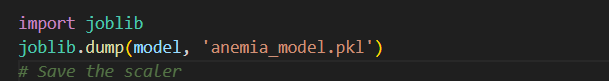 import joblib
joblib.dump(model, 'anemia_model.pkl')
# Save the scaler